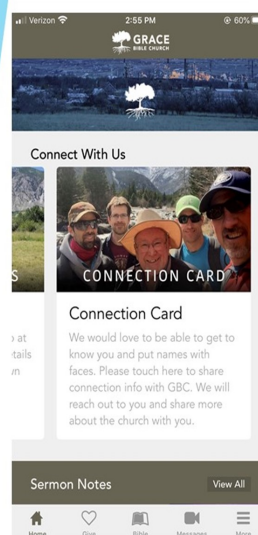 Verizon 2:55 PM 60%
GRACE
BIBLE CHURCH
Connect With Us
S
CONNECTION CARD
Connection Card
at
We would love to be able to get to
tails
know you and put names with
vn
faces. Please touch here to share
connection info with GBC. We will
reach out to you and share more
about the church with you.
Sermon Notes View All
Home Give Bible Messages More